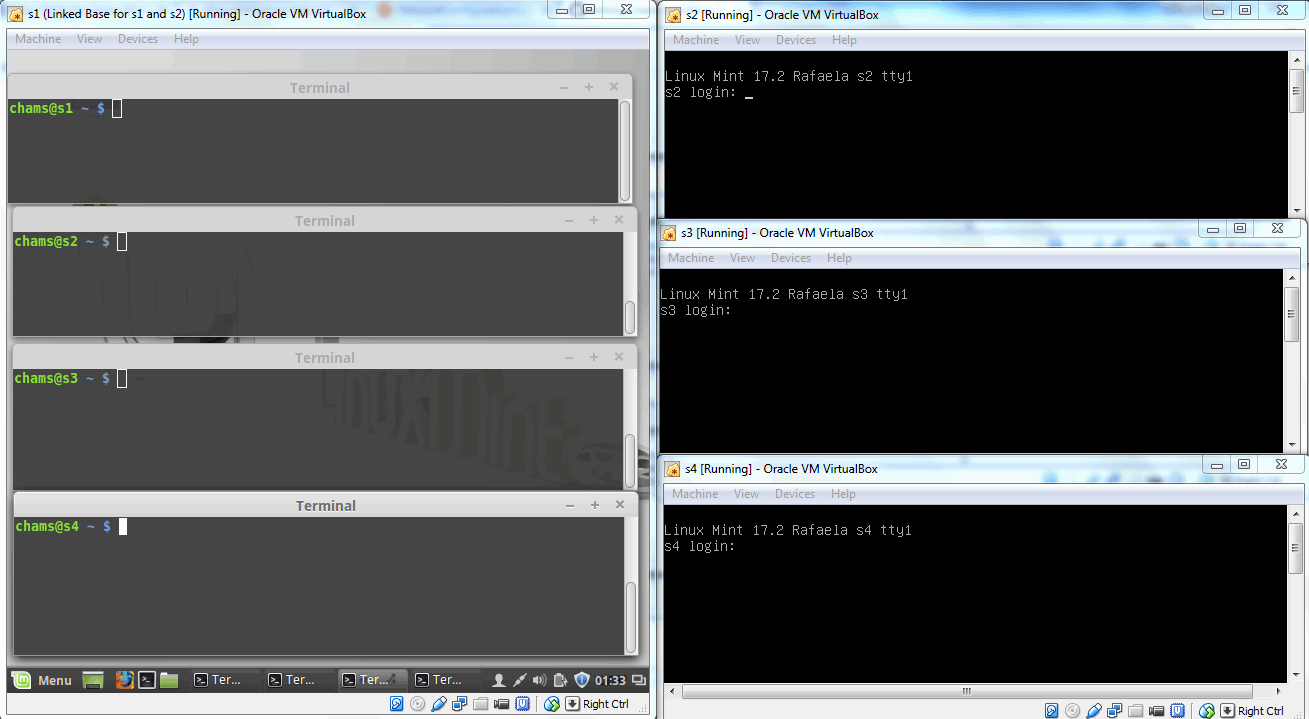 s1 (Linked Base for s1 and s2) [Running] - Oracle VM VirtualBox
Machine View Devices Help
Terminal
chams@s1 ~ $
Terminal
chams@s2 ~ $
Terminal
chams@s3 ~ $
Terminal
chams@s4 ~ $
Menu Ter... Ter... Ter... Ter... 01:33
Right Ctrl
s2 [Running] - Oracle VM VirtualBox
Machine View Devices Help
Linux Mint 17.2 Rafaela s2 tty1
s2 login: _
s3 [Running] - Oracle VM VirtualBox
Machine View Devices Help
Linux Mint 17.2 Rafaela s3 tty1
s3 login:
s4 [Running] - Oracle VM VirtualBox
Machine View Devices Help
Linux Mint 17.2 Rafaela s4 tty1
s4 login:
Right Ctrl